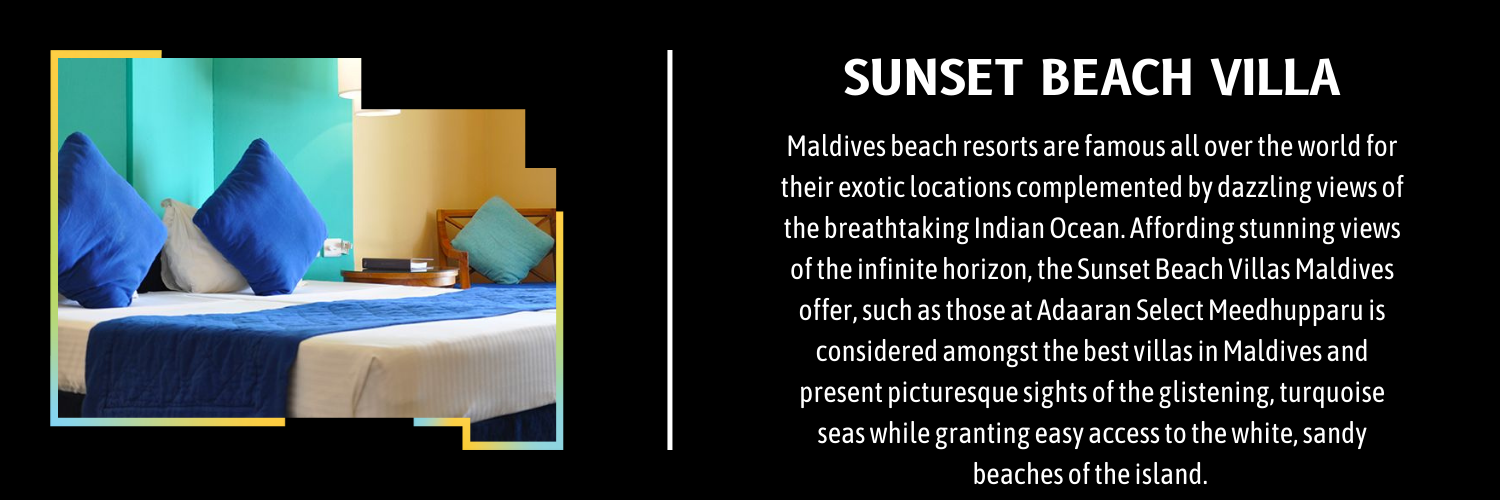 SUNSET BEACH VILLA
Maldives beach resorts are famous all over the world for
their exotic locations complemented by dazzling views of
the breathtaking Indian Ocean. Affording stunning views
of the infinite horizon, the Sunset Beach Villas Maldives
offer, such as those at Adaaran Select Meedhupparu is
considered amongst the best villas in Maldives and
present picturesque sights of the glistening, turquoise
seas while granting easy access to the white, sandy
beaches of the island.